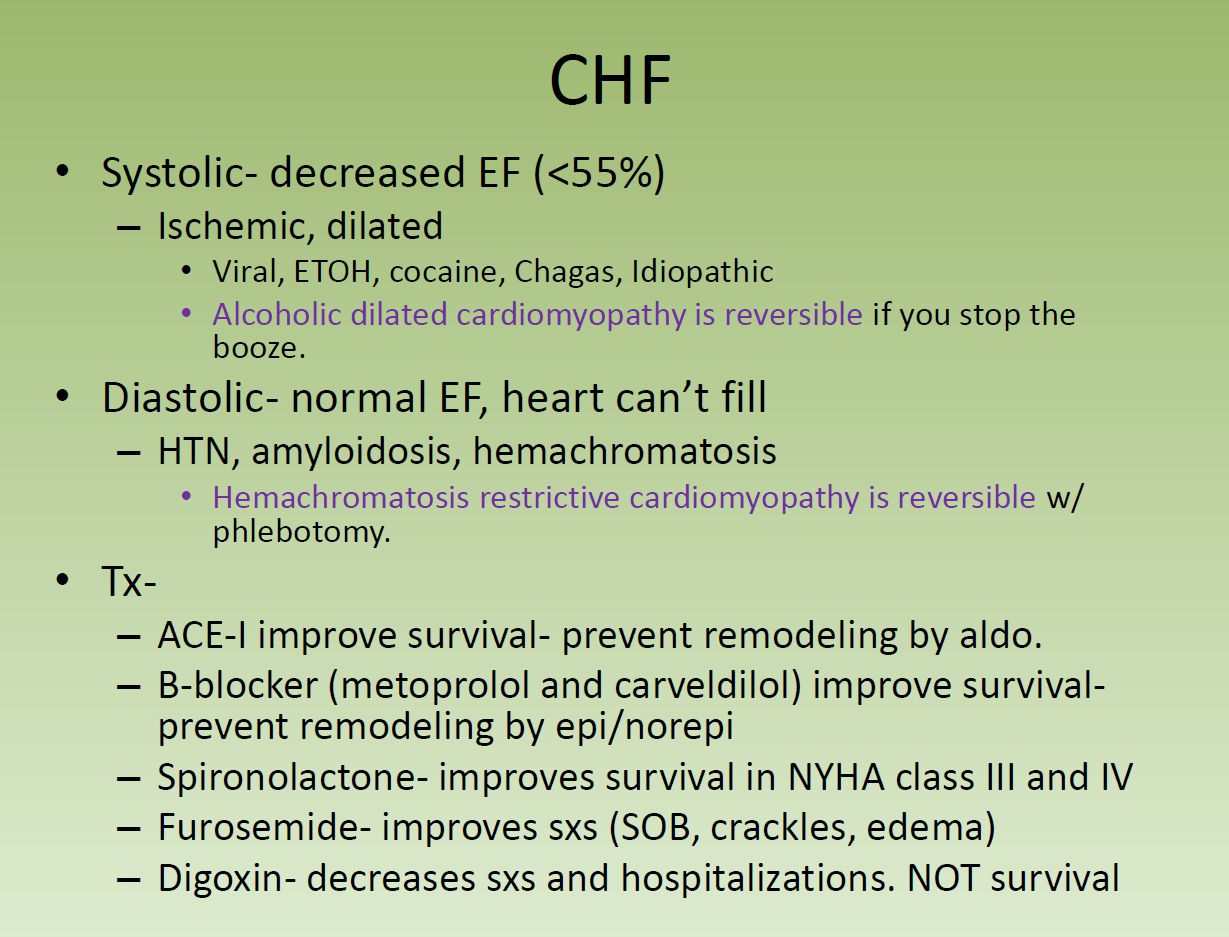 CHF
• Systolic- decreased EF (<55%)
– Ischemic, dilated
• Viral, ETOH, cocaine, Chagas, Idiopathic
• Alcoholic dilated cardiomyopathy is reversible if you stop the
booze.
• Diastolic- normal EF, heart can’t fill
– HTN, amyloidosis, hemachromatosis
• Hemachromatosis restrictive cardiomyopathy is reversible w/
phlebotomy.
• Tx-
– ACE-I improve survival- prevent remodeling by aldo.
– B-blocker (metoprolol and carveldilol) improve survival-
prevent remodeling by epi/norepi
– Spironolactone- improves survival in NYHA class III and IV
– Furosemide- improves sxs (SOB, crackles, edema)
– Digoxin- decreases sxs and hospitalizations. NOT survival